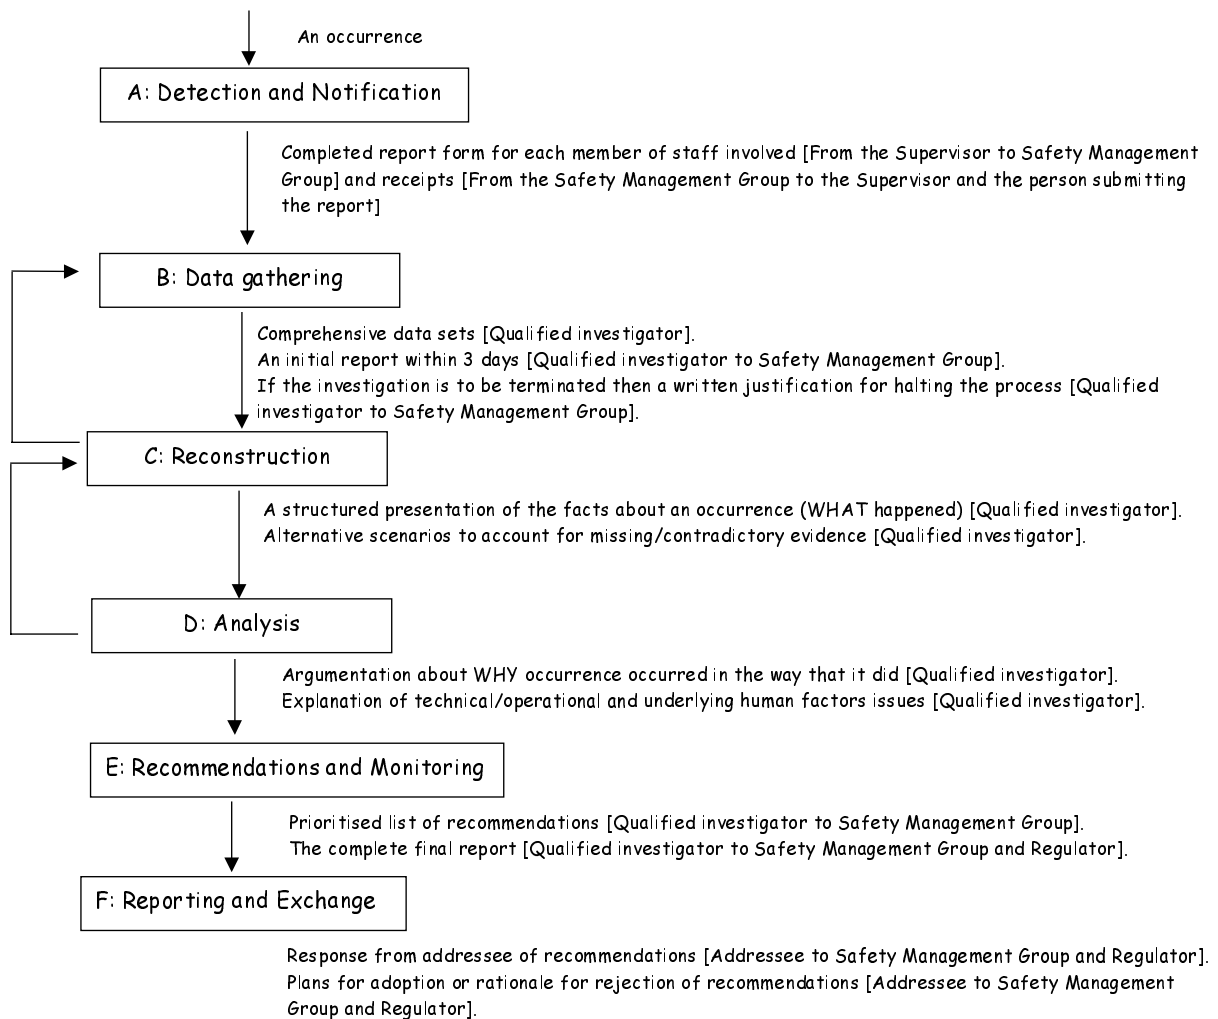 An occurrence
A: Detection and Notification
Completed report form for each member of staff involved [From the Supervisor to Safety Management
Group] and receipts [From the Safety Management Group to the Supervisor and the person submitting
the report]
B: Data gathering
Comprehensive data sets [Qualified investigator].
An initial report within 3 days [Qualified investigator to Safety Management Group].
If the investigation is to be terminated then a written justification for halting the process [Qualified
investigator to Safety Management Group].
C: Reconstruction
A structured presentation of the facts about an occurrence (WHAT happened) [Qualified investigator].
Alternative scenarios to account for missing/contradictory evidence [Qualified investigator].
D: Analysis
Argumentation about WHY occurrence occurred in the way that it did [Qualified investigator].
Explanation of technical/operational and underlying human factors issues [Qualified investigator].
E: Recommendations and Monitoring
Prioritised list of recommendations [Qualified investigator to Safety Management Group].
The complete final report [Qualified investigator to Safety Management Group and Regulator].
F: Reporting and Exchange
Response from addressee of recommendations [Addressee to Safety Management Group and Regulator].
Plans for adoption or rationale for rejection of recommendations [Addressee to Safety Management
Group and Regulator].